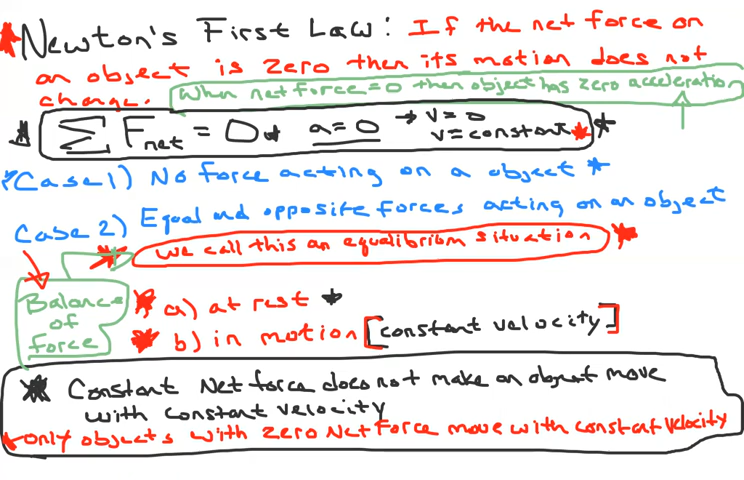 Newton's First Law: If the net force on
an object is zero then its motion does not
change.
When net force = 0 then object has zero acceleration
∑ Fnet = 0 a = 0 → v = 0
v = constant
Case 1) No force acting on a object
Case 2) Equal and opposite forces acting on an object
we call this an equalibrium situation
Balance
of
force
a) at rest
b) in motion [constant velocity]
Constant Net force does not make an object move
with constant velocity
only objects with zero Net Force move with constant velocity